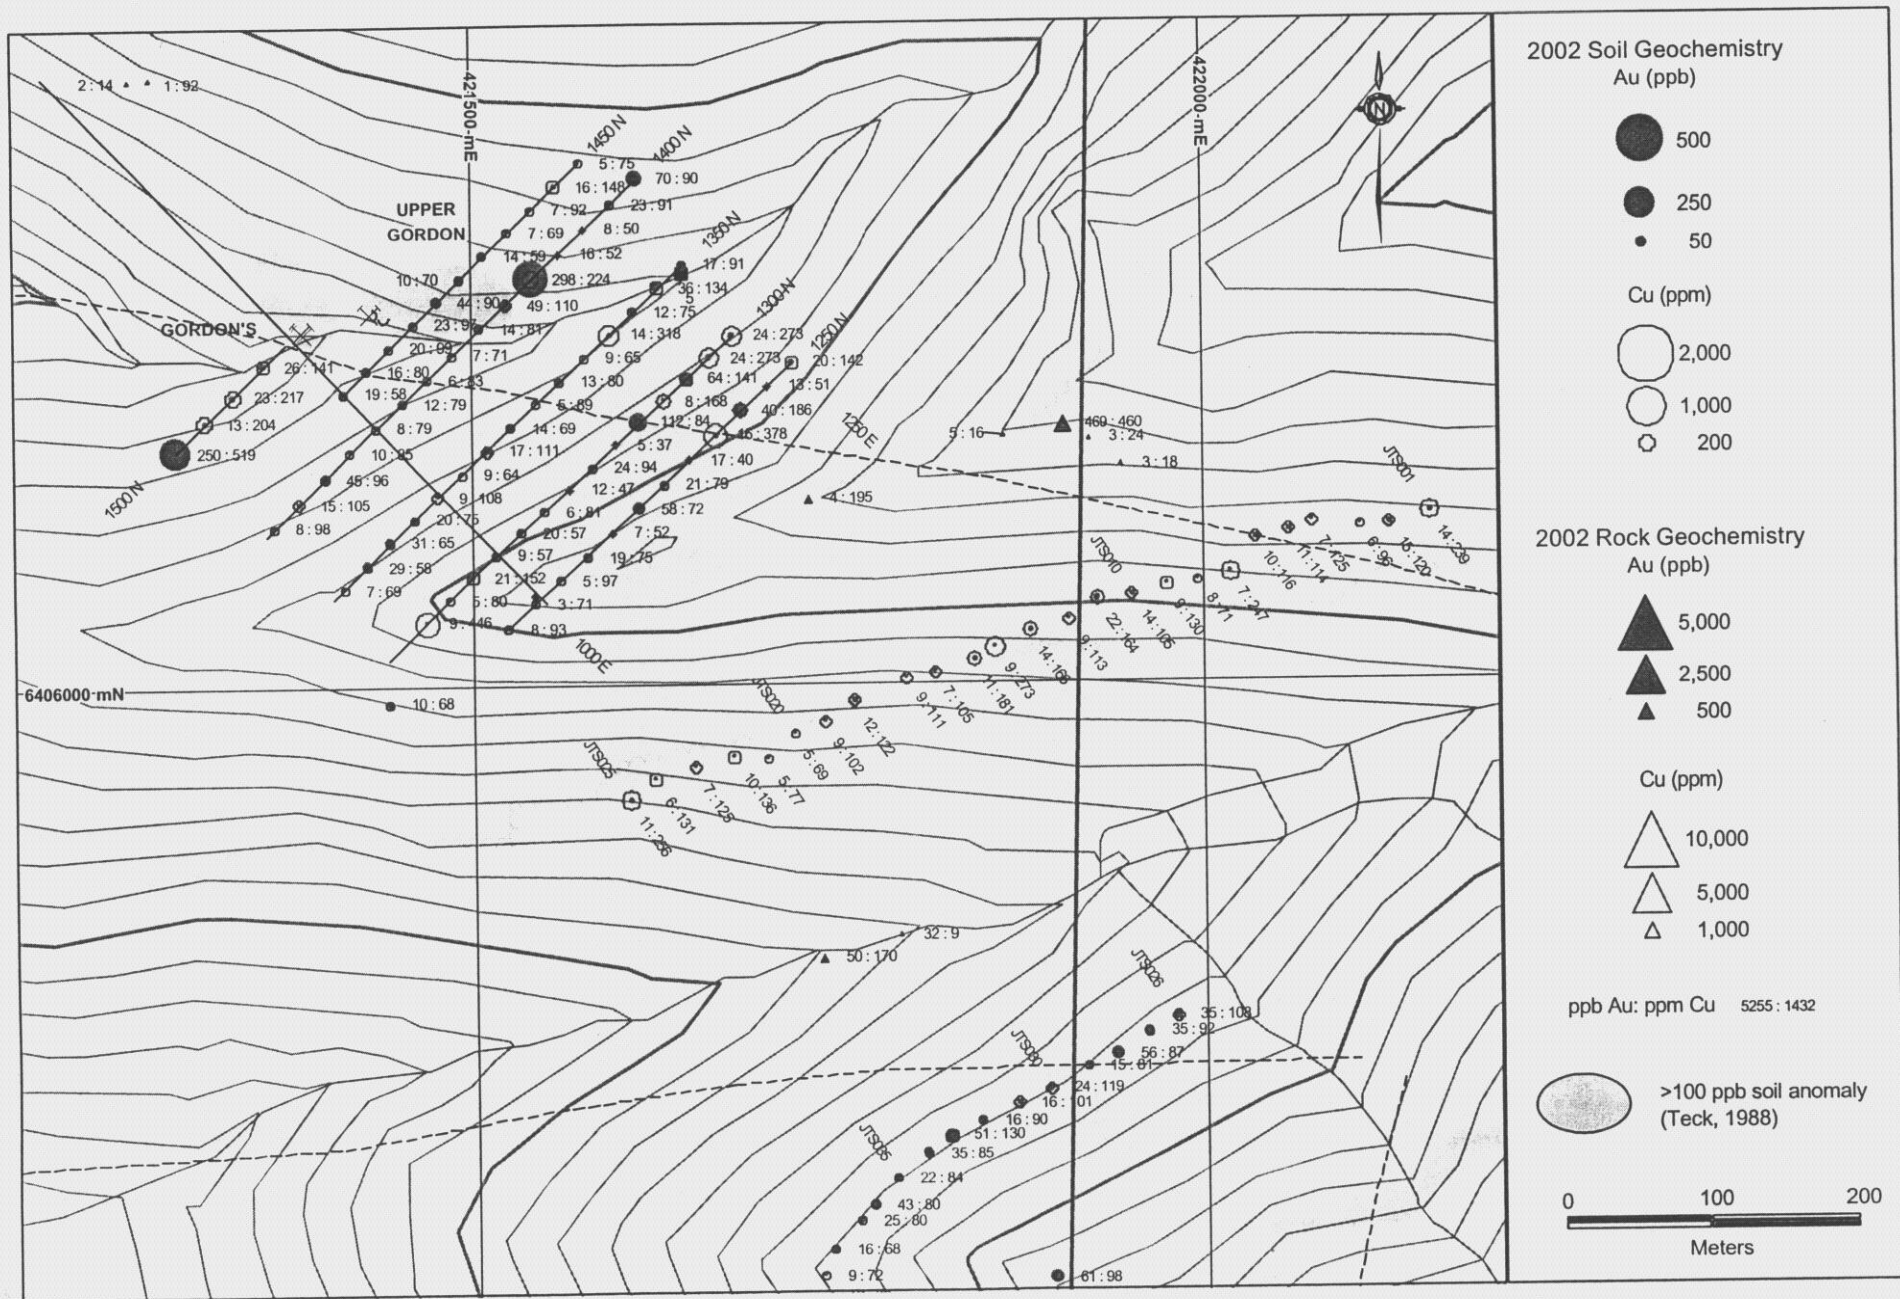 2 : 14
1 : 92
421500 mE
422000 mE
N
UPPER
GORDON
GORDON'S
1450 N
5 : 75
16 : 148
7 : 92
7 : 69
14 : 59
10 : 70
44 : 90
23 : 97
20 : 99
16 : 80
19 : 58
1400 N
70 : 90
23 : 91
8 : 50
16 : 52
298 : 224
49 : 110
14 : 81
7 : 71
12 : 79
8 : 79
45 : 96
15 : 105
8 : 98
1350 N
17 : 91
36 : 134
5
12 : 75
14 : 318
9 : 65
13 : 80
5 : 89
14 : 69
17 : 111
9 : 64
9 : 108
20 : 75
31 : 65
29 : 58
7 : 69
1300 N
24 : 273
24 : 273
64 : 141
8 : 168
112 : 84
5 : 37
24 : 94
12 : 47
6 : 81
20 : 57
9 : 57
21 : 152
5 : 80
1250 N
20 : 142
13 : 51
40 : 186
17 : 40
21 : 79
58 : 72
7 : 52
19 : 75
5 : 97
3 : 71
8 : 93
26 : 141
23 : 217
13 : 204
250 : 519
1500 N
1250 E
1000 E
5 : 16
460 : 460
3 : 24
3 : 18
4 : 195
JTS001
14 : 239
15 : 120
6 : 96
7 : 125
11 : 114
10 : 116
7 : 247
8 : 71
9 : 130
JTS010
14 : 105
22 : 164
9 : 113
9 : 273
11 : 181
7 : 105
9 : 111
12 : 122
JTS020
9 : 102
5 : 69
5 : 77
10 : 136
7 : 125
JTS025
6 : 131
6406000 mN
10 : 68
32 : 9
50 : 170
JTS026
35 : 108
35 : 92
56 : 87
15 : 81
JTS030
24 : 119
16 : 101
16 : 90
51 : 130
JTS035
35 : 85
22 : 84
43 : 80
25 : 80
16 : 68
9 : 72
61 : 98
2002 Soil Geochemistry
Au (ppb)
500
250
50
Cu (ppm)
2,000
1,000
200
2002 Rock Geochemistry
Au (ppb)
5,000
2,500
500
Cu (ppm)
10,000
5,000
1,000
ppb Au: ppm Cu 5255 : 1432
>100 ppb soil anomaly
(Teck, 1988)
0 100 200
Meters